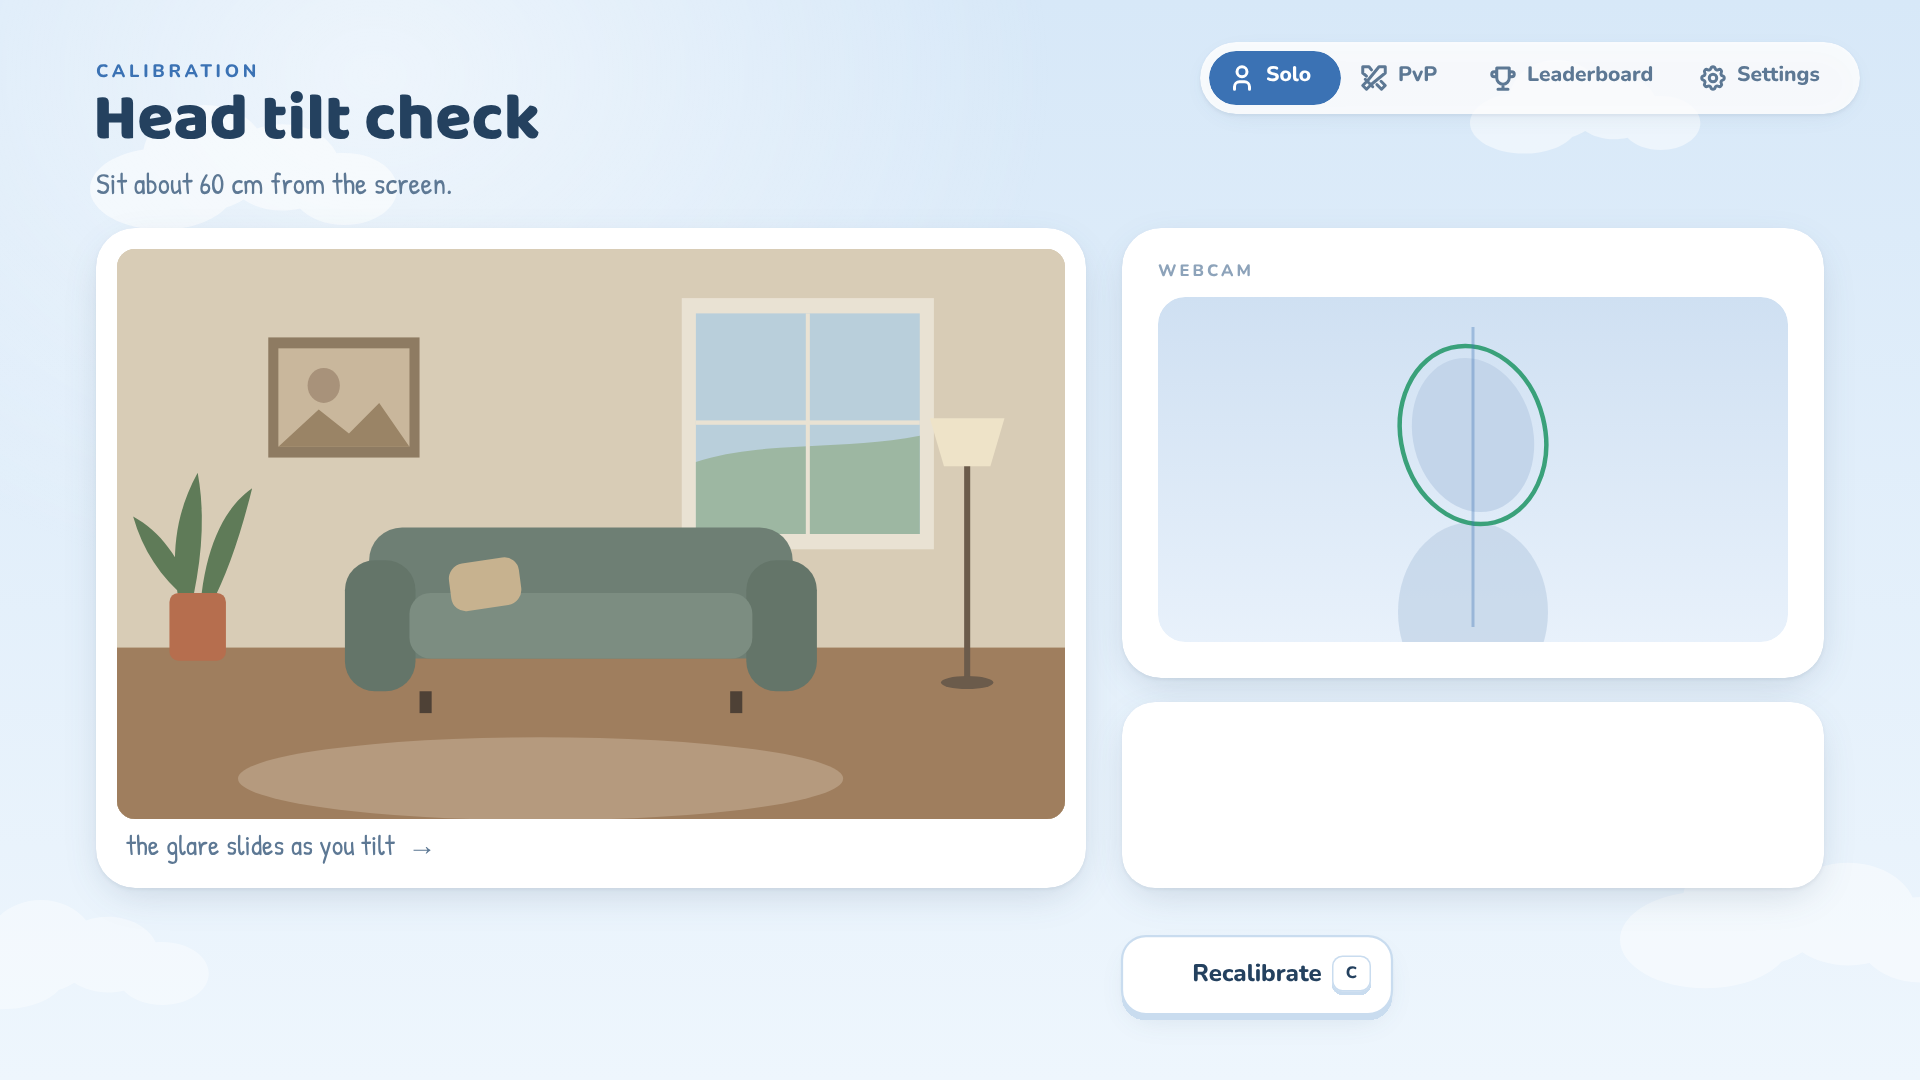 CALIBRATION
Head tilt check
Sit about 60 cm from the screen.
Solo
PvP
Leaderboard
Settings
the glare slides as you tilt →
WEBCAM
Recalibrate C